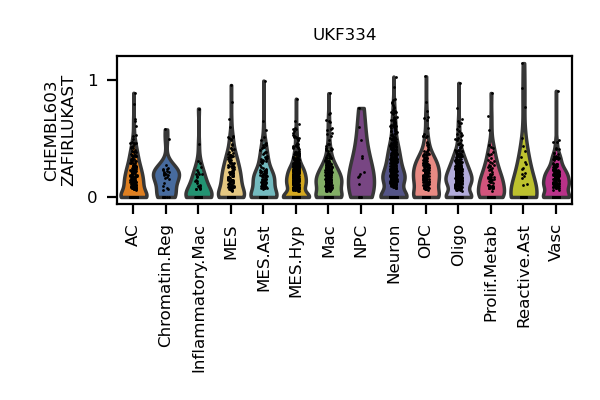 UKF334
CHEMBL603
ZAFIRLUKAST
1
0
AC
Chromatin.Reg
Inflammatory.Mac
MES
MES.Ast
MES.Hyp
Mac
NPC
Neuron
OPC
Oligo
Prolif.Metab
Reactive.Ast
Vasc